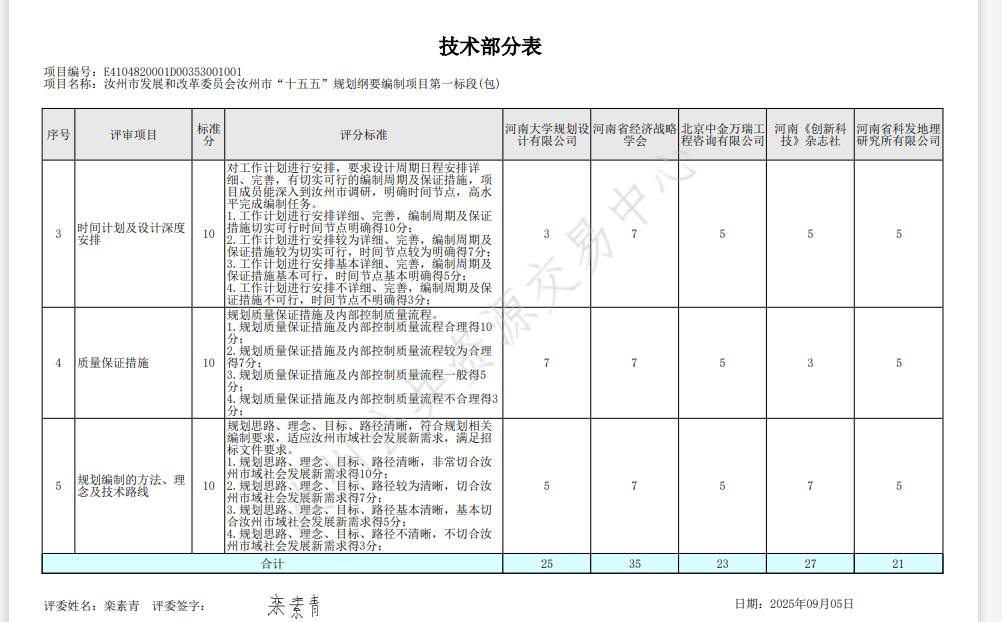 技术部分表
项目编号：E4104820001D00353001001
项目名称：汝州市发展和改革委员会汝州市“十五五”规划纲要编制项目第一标段(包)
序号 评审项目 标准分 评分标准 河南大学规划设计有限公司 河南省经济战略学会 北京中金万瑞工程咨询有限公司 河南《创新科技》杂志社 河南省科发地理研究所有限公司
3 时间计划及设计深度安排 10
对工作计划进行安排，要求设计周期日程安排详
细、完善，有切实可行的编制周期及保证措施，项
目成员能深入到汝州市调研，明确时间节点，高水
平完成编制任务。
1.工作计划进行安排详细、完善，编制周期及保证
措施切实可行时间节点明确得10分；
2.工作计划进行安排较为详细、完善，编制周期及
保证措施较为切实可行，时间节点较为明确得7分；
3.工作计划进行安排基本详细、完善，编制周期及
保证措施基本可行，时间节点基本明确得5分；
4.工作计划进行安排不详细、完善，编制周期及保
证措施不可行，时间节点不明确得3分；
3 7 5 5 5
4 质量保证措施 10
规划质量保证措施及内部控制质量流程。
1.规划质量保证措施及内部控制质量流程合理得10
分；
2.规划质量保证措施及内部控制质量流程较为合理
得7分；
3.规划质量保证措施及内部控制质量流程一般得5
分；
4.规划质量保证措施及内部控制质量流程不合理得3
分；
7 7 5 3 5
5 规划编制的方法、理念及技术路线 10
规划思路、理念、目标、路径清晰，符合规划相关
编制要求，适应汝州市域社会发展新需求，满足招
标文件要求。
1.规划思路、理念、目标、路径清晰，非常切合汝
州市域社会发展新需求得10分；
2.规划思路、理念、目标、路径较为清晰，切合汝
州市域社会发展新需求得7分；
3.规划思路、理念、目标、路径基本清晰，基本切
合汝州市域社会发展新需求得5分；
4.规划思路、理念、目标、路径不清晰，不切合汝
州市域社会发展新需求得3分；
5 7 5 7 5
合计 25 35 23 27 21
评委姓名：栾素青 评委签字： 栾素青
日期：2025年09月05日
汝州公共资源交易中心